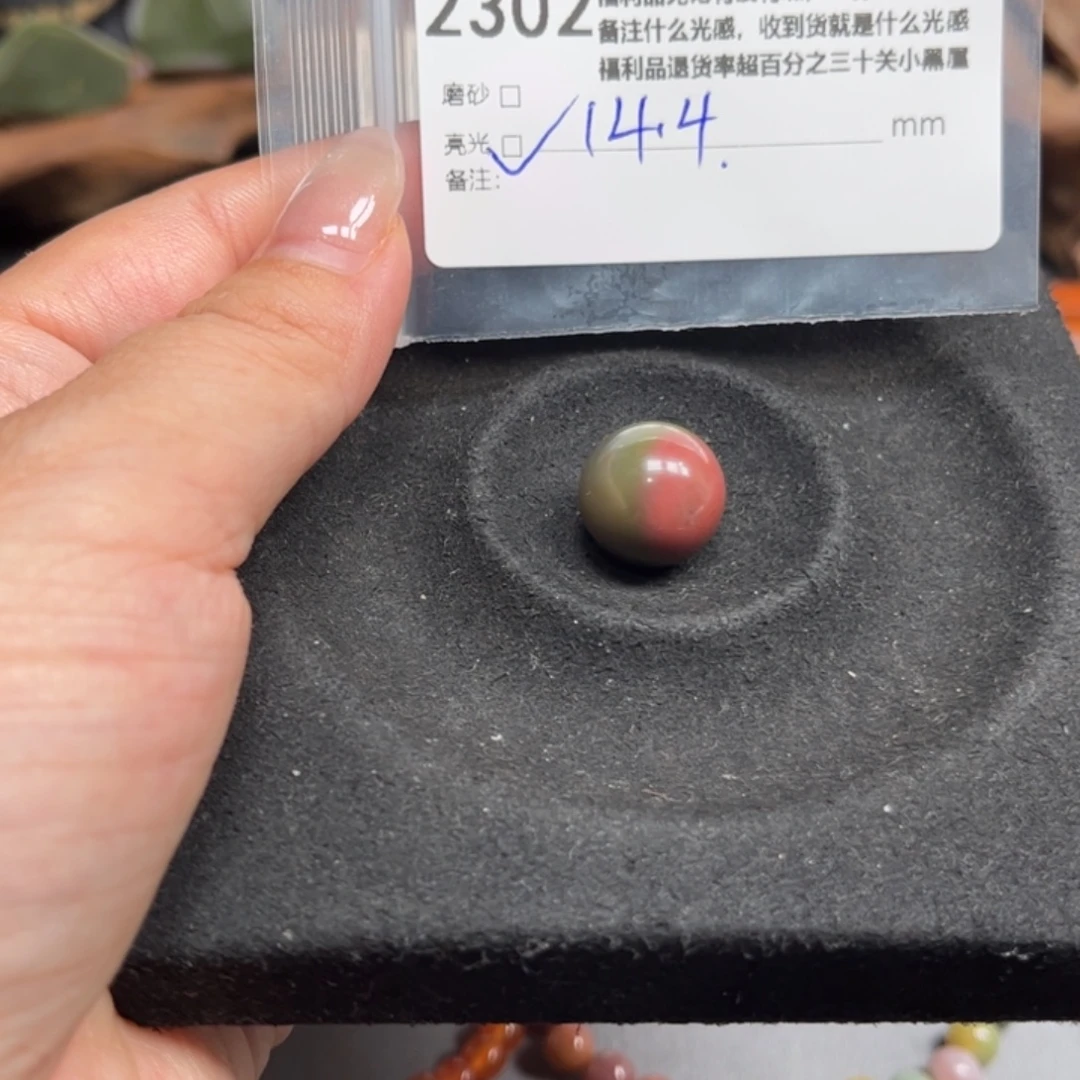 2302
备注什么光感，收到货就是什么光感
福利品退货率超百分之三十关小黑屋
磨砂 □
亮光 □ ✓ 14.4. mm
备注: